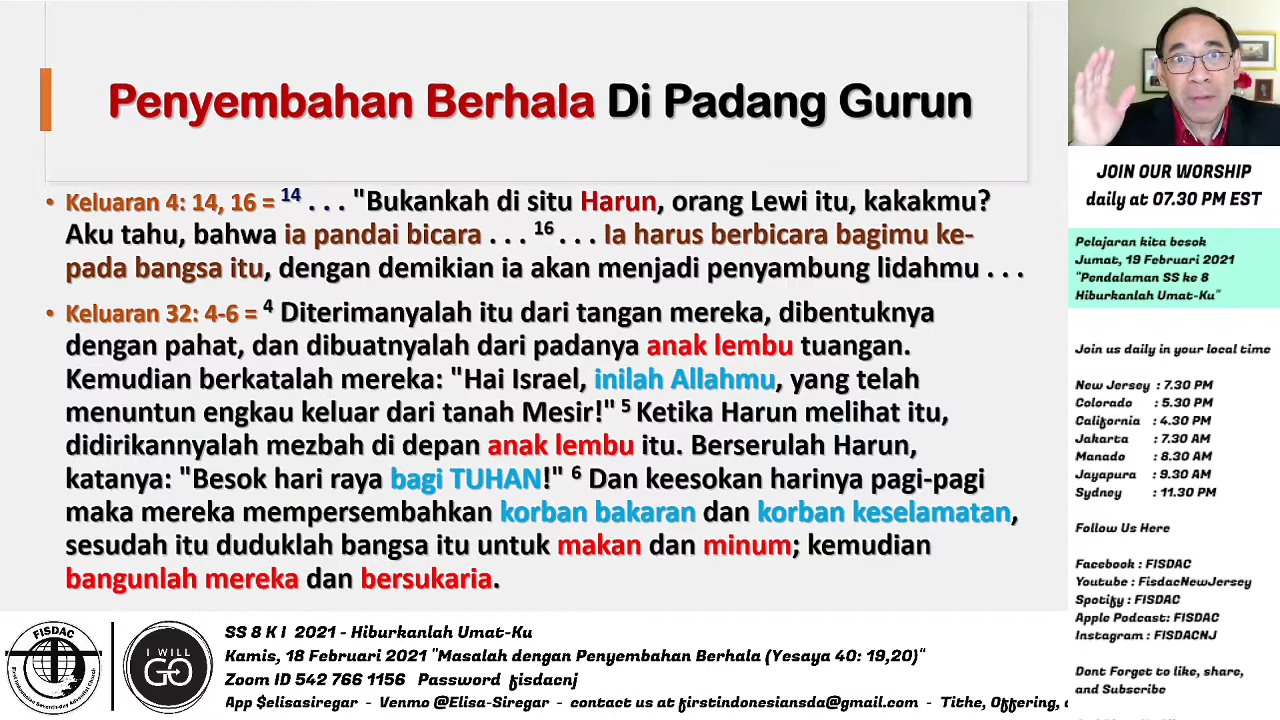 Penyembahan Berhala Di Padang Gurun
• Keluaran 4: 14, 16 = 14 . . . "Bukankah di situ Harun, orang Lewi itu, kakakmu?
Aku tahu, bahwa ia pandai bicara . . . 16 . . . Ia harus berbicara bagimu ke-
pada bangsa itu, dengan demikian ia akan menjadi penyambung lidahmu . . .
• Keluaran 32: 4-6 = 4 Diterimanyalah itu dari tangan mereka, dibentuknya
dengan pahat, dan dibuatnyalah dari padanya anak lembu tuangan.
Kemudian berkatalah mereka: "Hai Israel, inilah Allahmu, yang telah
menuntun engkau keluar dari tanah Mesir!" 5 Ketika Harun melihat itu,
didirikannyalah mezbah di depan anak lembu itu. Berserulah Harun,
katanya: "Besok hari raya bagi TUHAN!" 6 Dan keesokan harinya pagi-pagi
maka mereka mempersembahkan korban bakaran dan korban keselamatan,
sesudah itu duduklah bangsa itu untuk makan dan minum; kemudian
bangunlah mereka dan bersukaria.
JOIN OUR WORSHIP
daily at 07.30 PM EST
Pelajaran kita besok
Jumat, 19 Februari 2021
"Pendalaman SS ke 8
Hiburkanlah Umat-Ku"
Join us daily in your local time
New Jersey : 7.30 PM
Colorado : 5.30 PM
California : 4.30 PM
Jakarta : 7.30 AM
Manado : 8.30 AM
Jayapura : 9.30 AM
Sydney : 11.30 PM
Follow Us Here
Facebook : FISDAC
Youtube : FisdacNewJersey
Spotify : FISDAC
Apple Podcast: FISDAC
Instagram : FISDACNJ
Dont Forget to like, share,
and Subscribe
FISDAC
I WILL
GO
SS 8 K I 2021 - Hiburkanlah Umat-Ku
Kamis, 18 Februari 2021 "Masalah dengan Penyembahan Berhala (Yesaya 40: 19,20)"
Zoom ID 542 766 1156 Password fisdacnj
App $elisasiregar - Venmo @Elisa-Siregar - contact us at firstindonesiansda@gmail.com - Tithe, Offering,